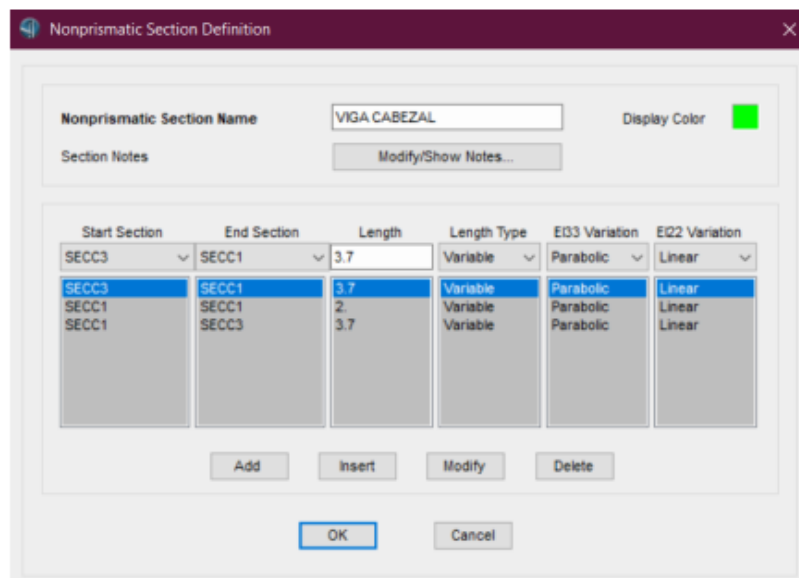 Nonprismatic Section Definition
Nonprismatic Section Name VIGA CABEZAL Display Color
Section Notes Modify/Show Notes...
Start Section End Section Length Length Type EI33 Variation EI22 Variation
SECC3 SECC1 3.7 Variable Parabolic Linear
SECC3 SECC1 3.7 Variable Parabolic Linear
SECC1 SECC1 2. Variable Parabolic Linear
SECC1 SECC3 3.7 Variable Parabolic Linear
Add Insert Modify Delete
OK Cancel